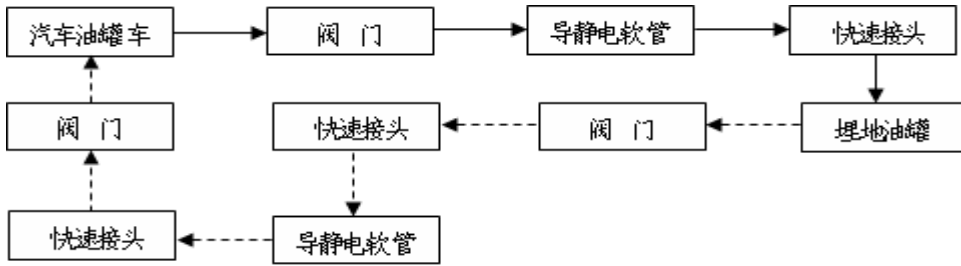 汽车油罐车
阀 门
导静电软管
快速接头
阀 门
快速接头
阀 门
埋地油罐
快速接头
导静电软管